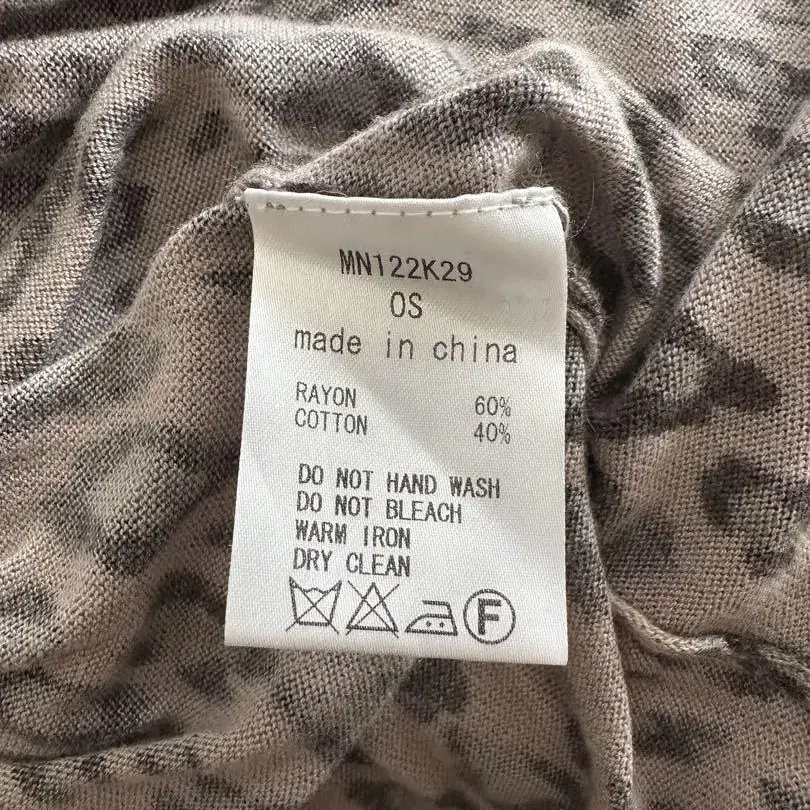 MN122K29
OS
made in china
RAYON 60%
COTTON 40%
DO NOT HAND WASH
DO NOT BLEACH
WARM IRON
DRY CLEAN
F